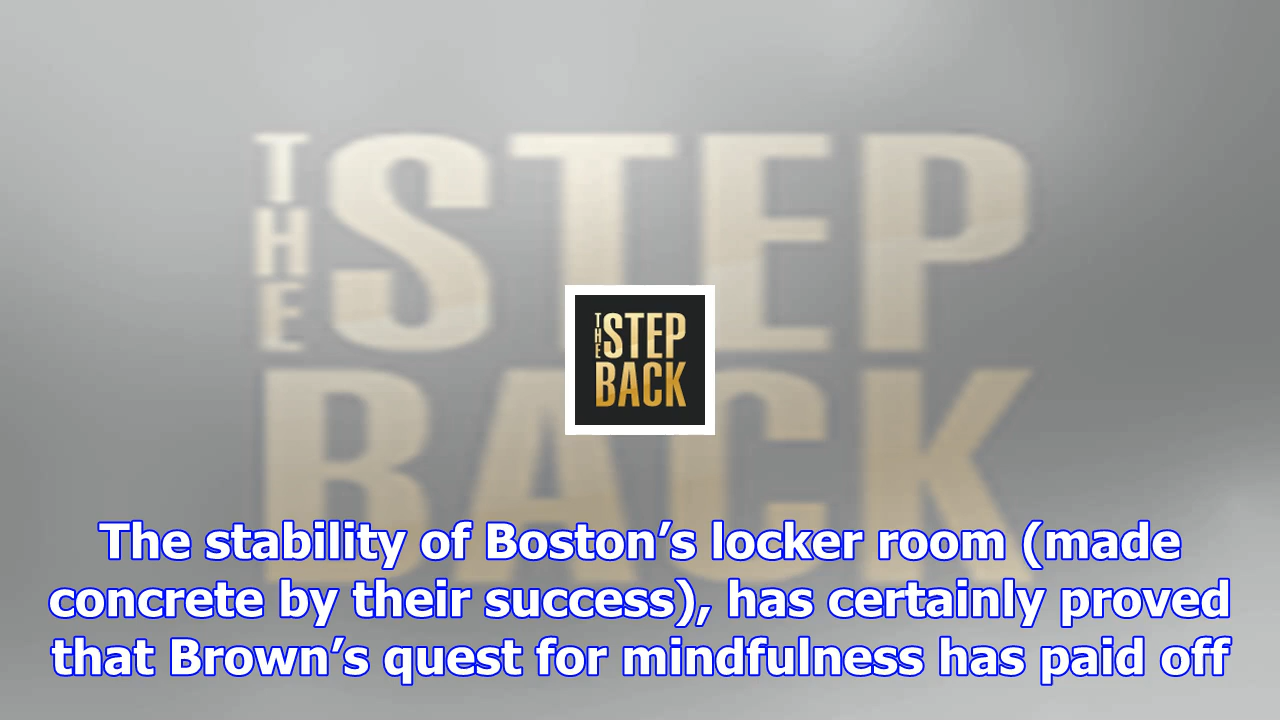 THE
STEP
BACK
THE
STEP
BACK
The stability of Boston’s locker room (made
concrete by their success), has certainly proved
that Brown’s quest for mindfulness has paid off